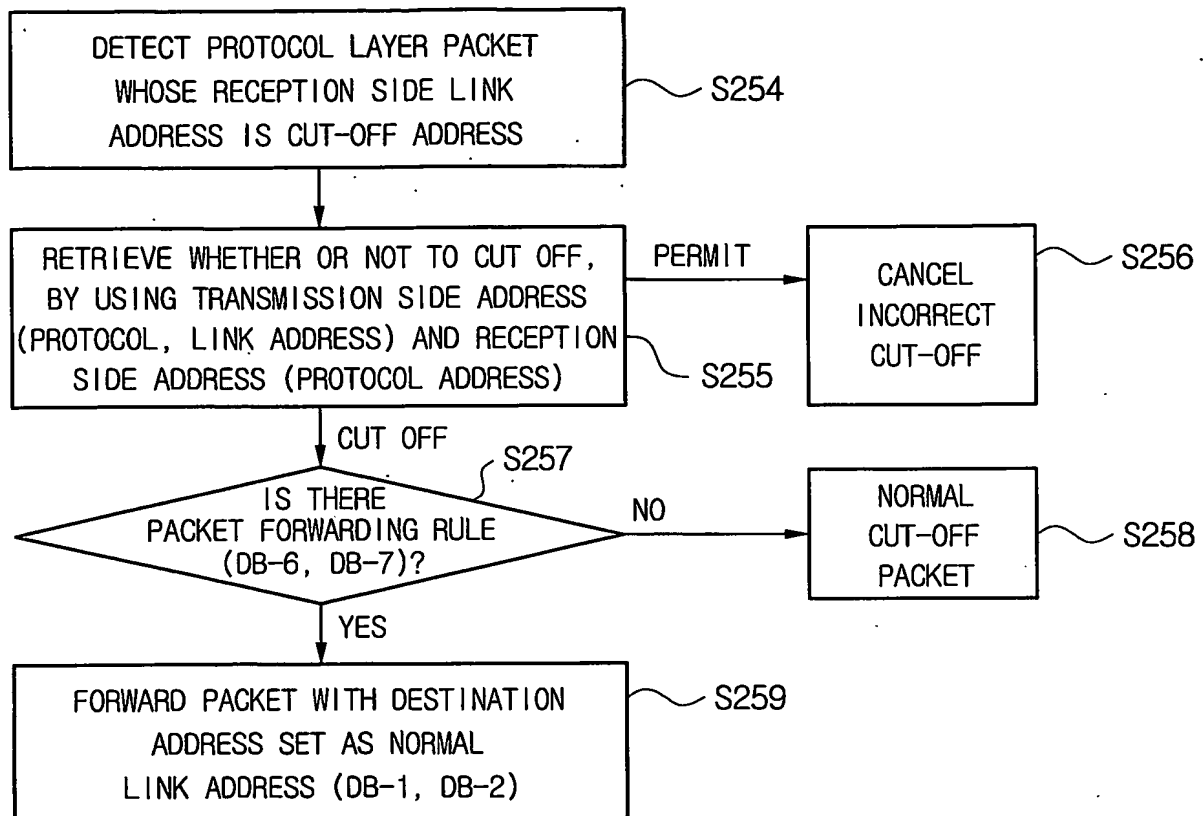 DETECT PROTOCOL LAYER PACKET
WHOSE RECEPTION SIDE LINK
ADDRESS IS CUT-OFF ADDRESS
S254
RETRIEVE WHETHER OR NOT TO CUT OFF,
BY USING TRANSMISSION SIDE ADDRESS
(PROTOCOL, LINK ADDRESS) AND RECEPTION
SIDE ADDRESS (PROTOCOL ADDRESS)
S255
PERMIT
CANCEL
INCORRECT
CUT-OFF
S256
CUT OFF
S257
IS THERE
PACKET FORWARDING RULE
(DB-6, DB-7)?
NO
NORMAL
CUT-OFF
PACKET
S258
YES
FORWARD PACKET WITH DESTINATION
ADDRESS SET AS NORMAL
LINK ADDRESS (DB-1, DB-2)
S259